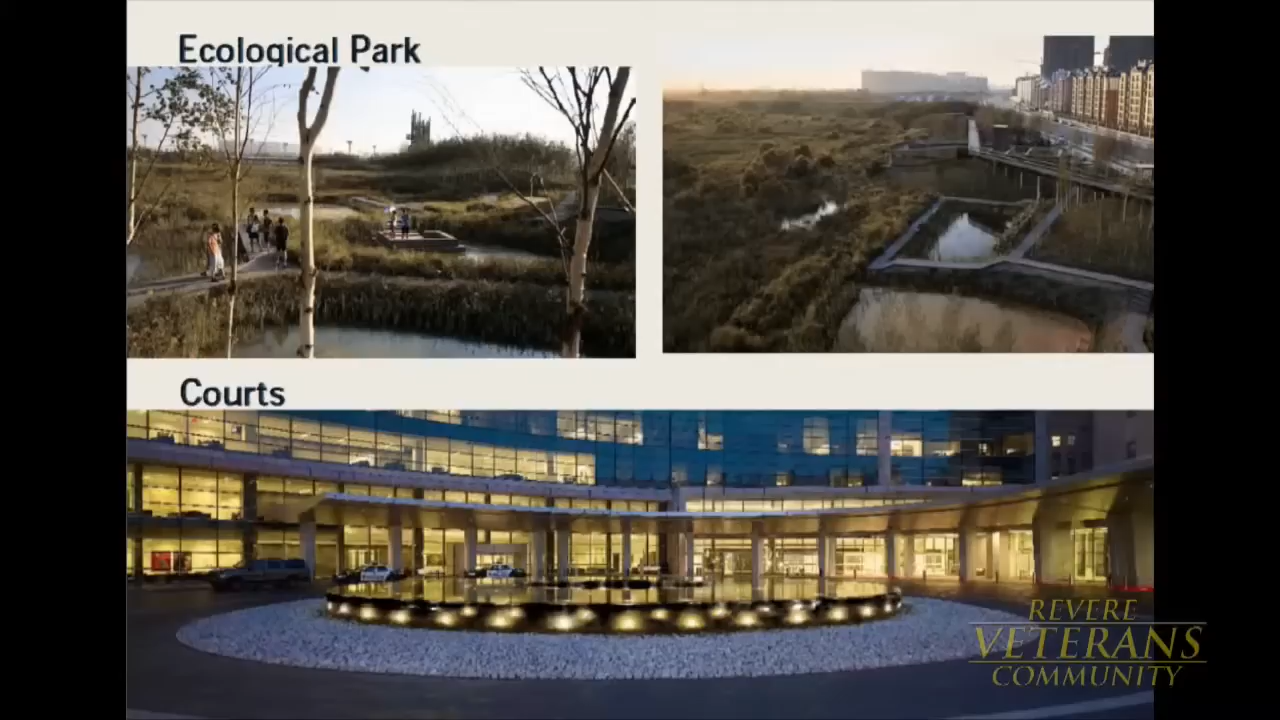 Ecological Park
Courts
REVERE
VETERANS
COMMUNITY